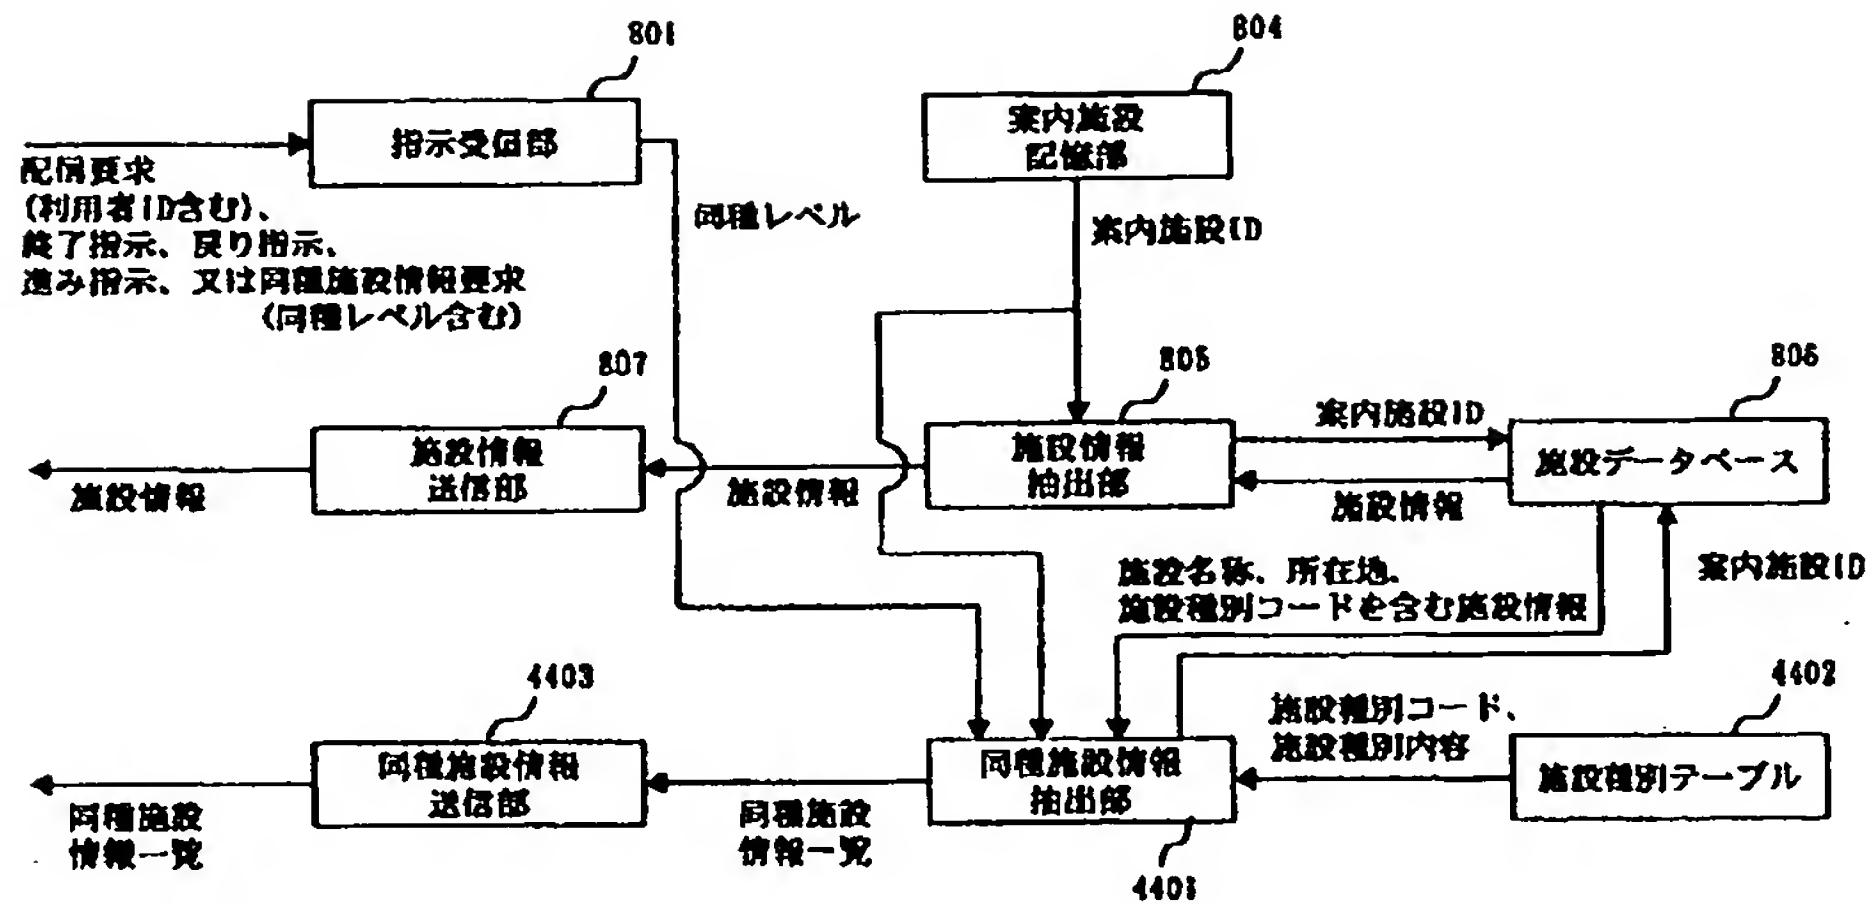 801
804
指示受信部
案内施設
記憶部
配信要求
(利用者ID含む)、
終了指示、戻り指示、
進み指示、又は同種施設情報要求
(同種レベル含む)
同種レベル
案内施設ID
807
805
806
施設情報
送信部
施設情報
抽出部
案内施設ID
施設データベース
施設情報
施設情報
施設情報
施設名称、所在地、
施設種別コードを含む施設情報
案内施設ID
4403
4402
施設種別コード、
施設種別内容
同種施設情報
送信部
同種施設情報
抽出部
施設種別テーブル
同種施設
情報一覧
同種施設
情報一覧
4401